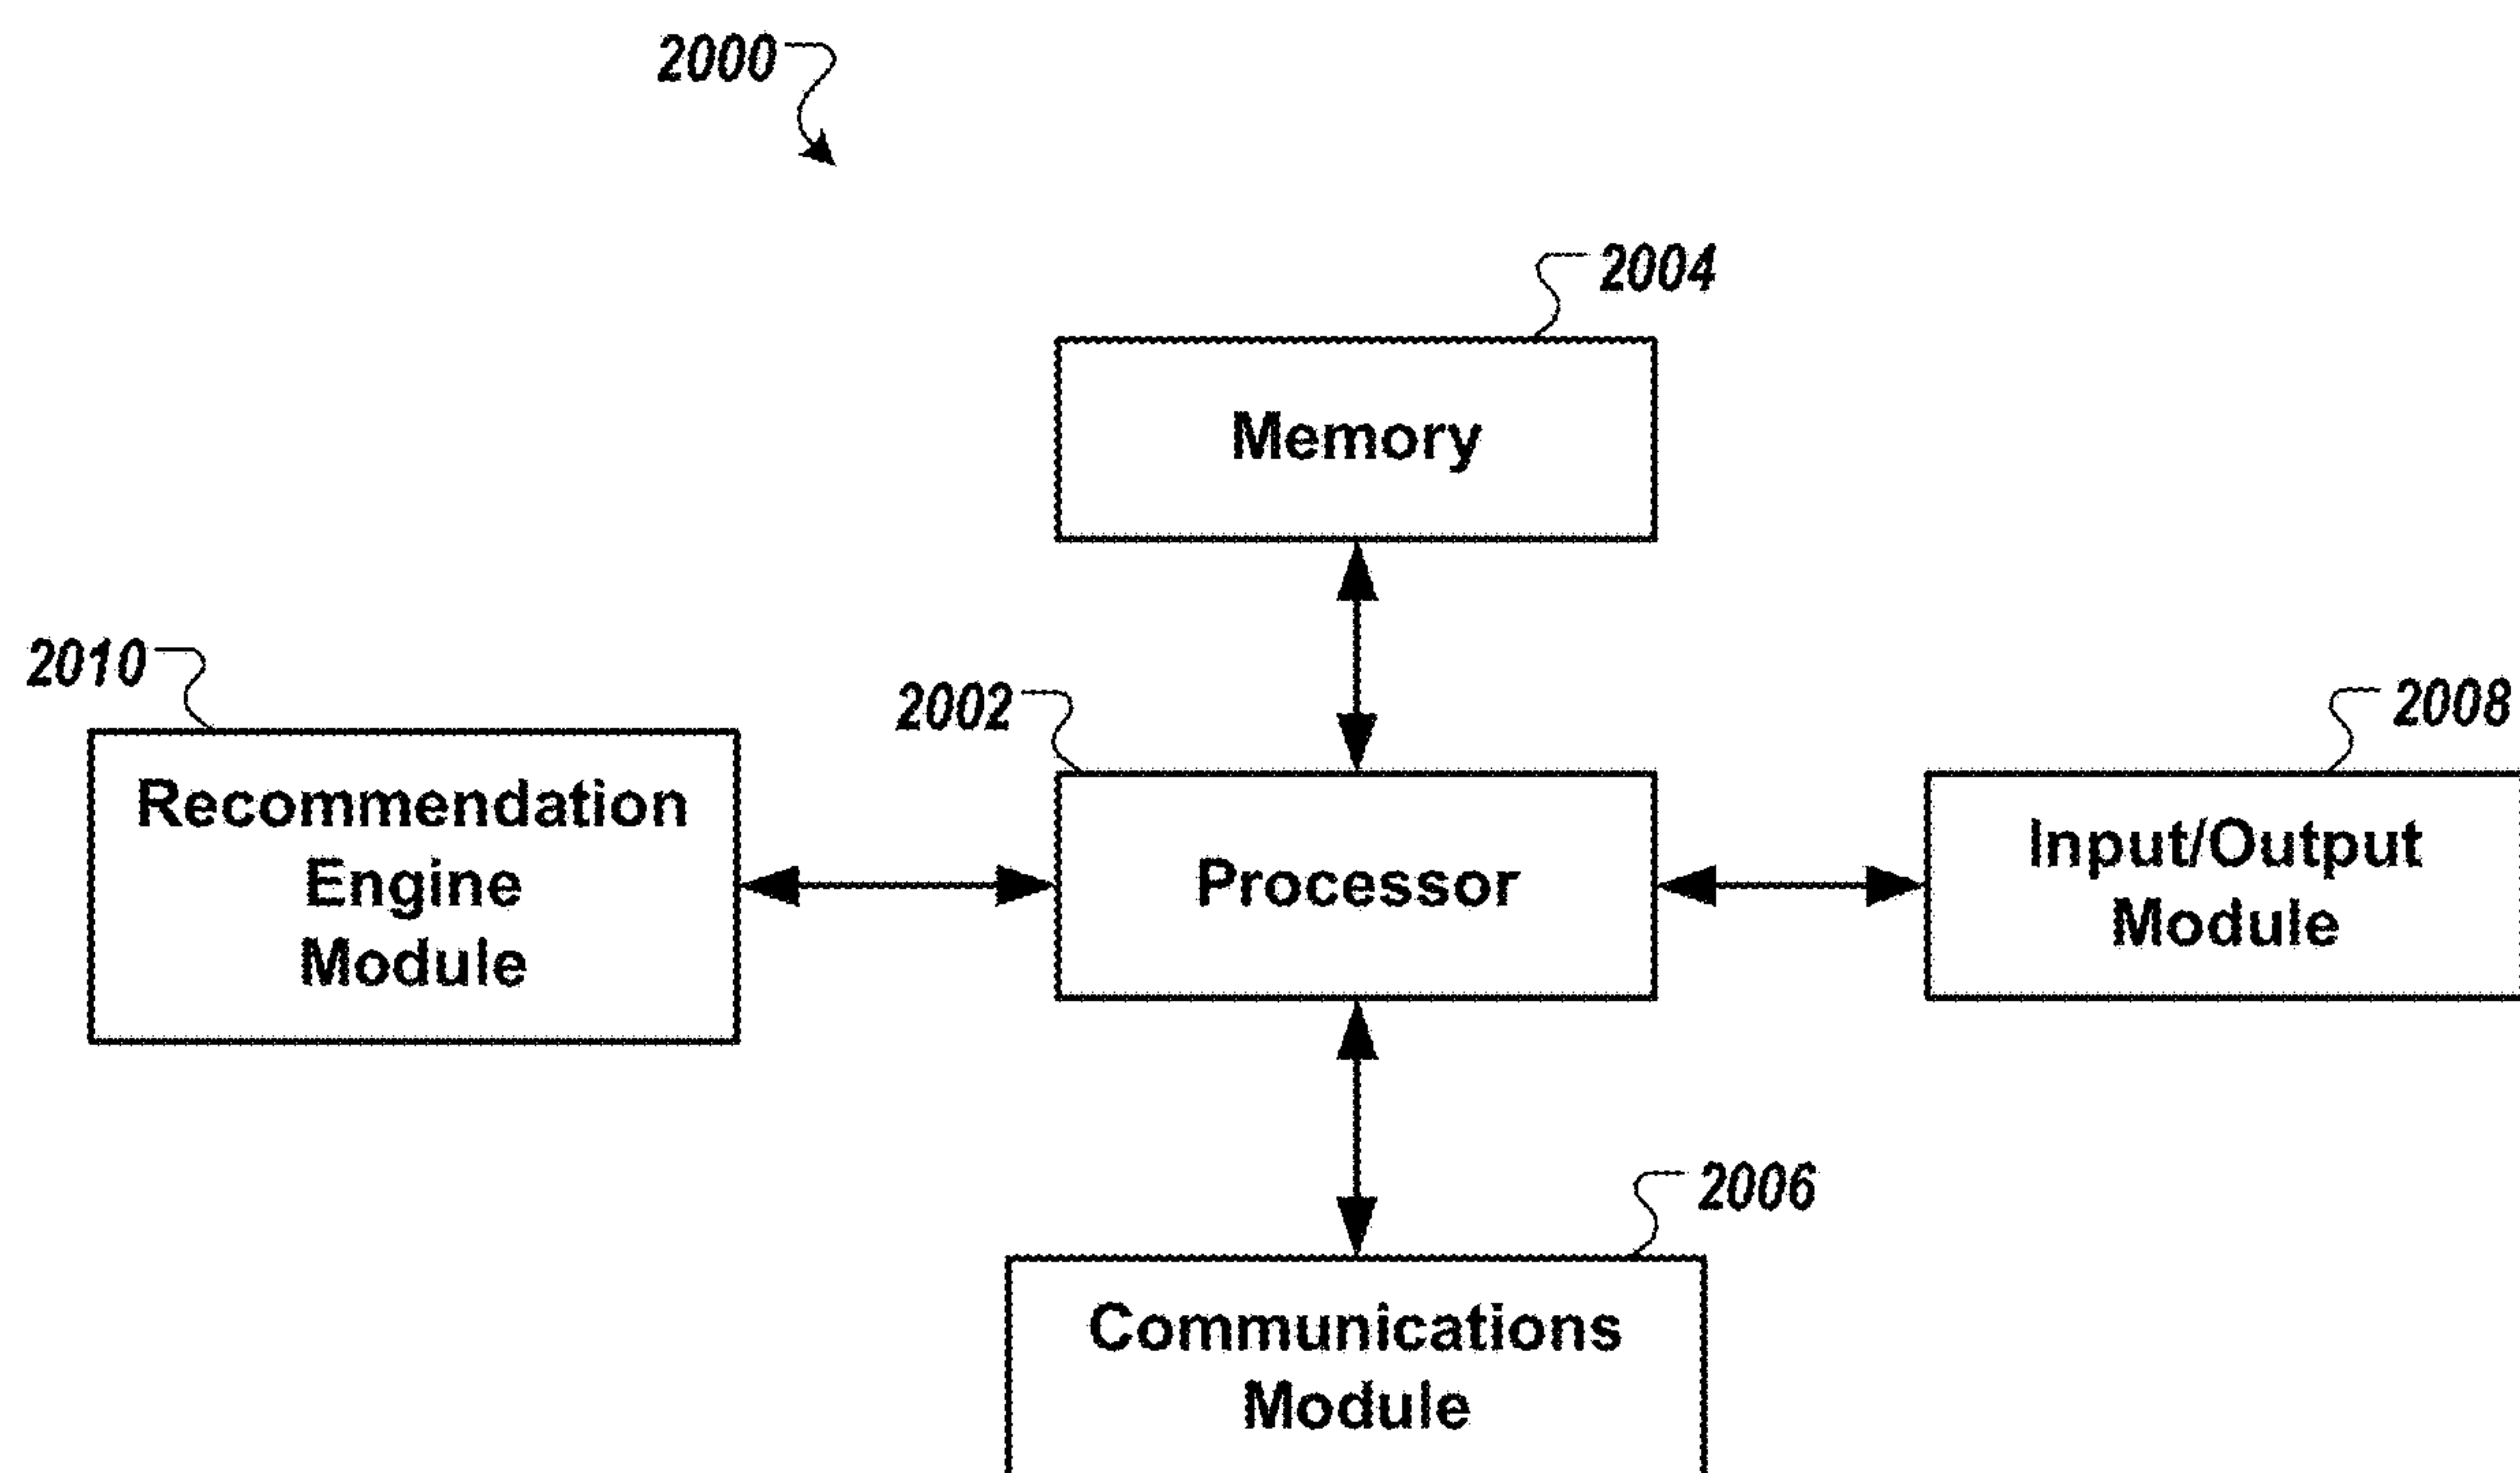 2000
2004
Memory
2010
2002
2008
Recommendation
Engine
Module
Processor
Input/Output
Module
2006
Communications
Module